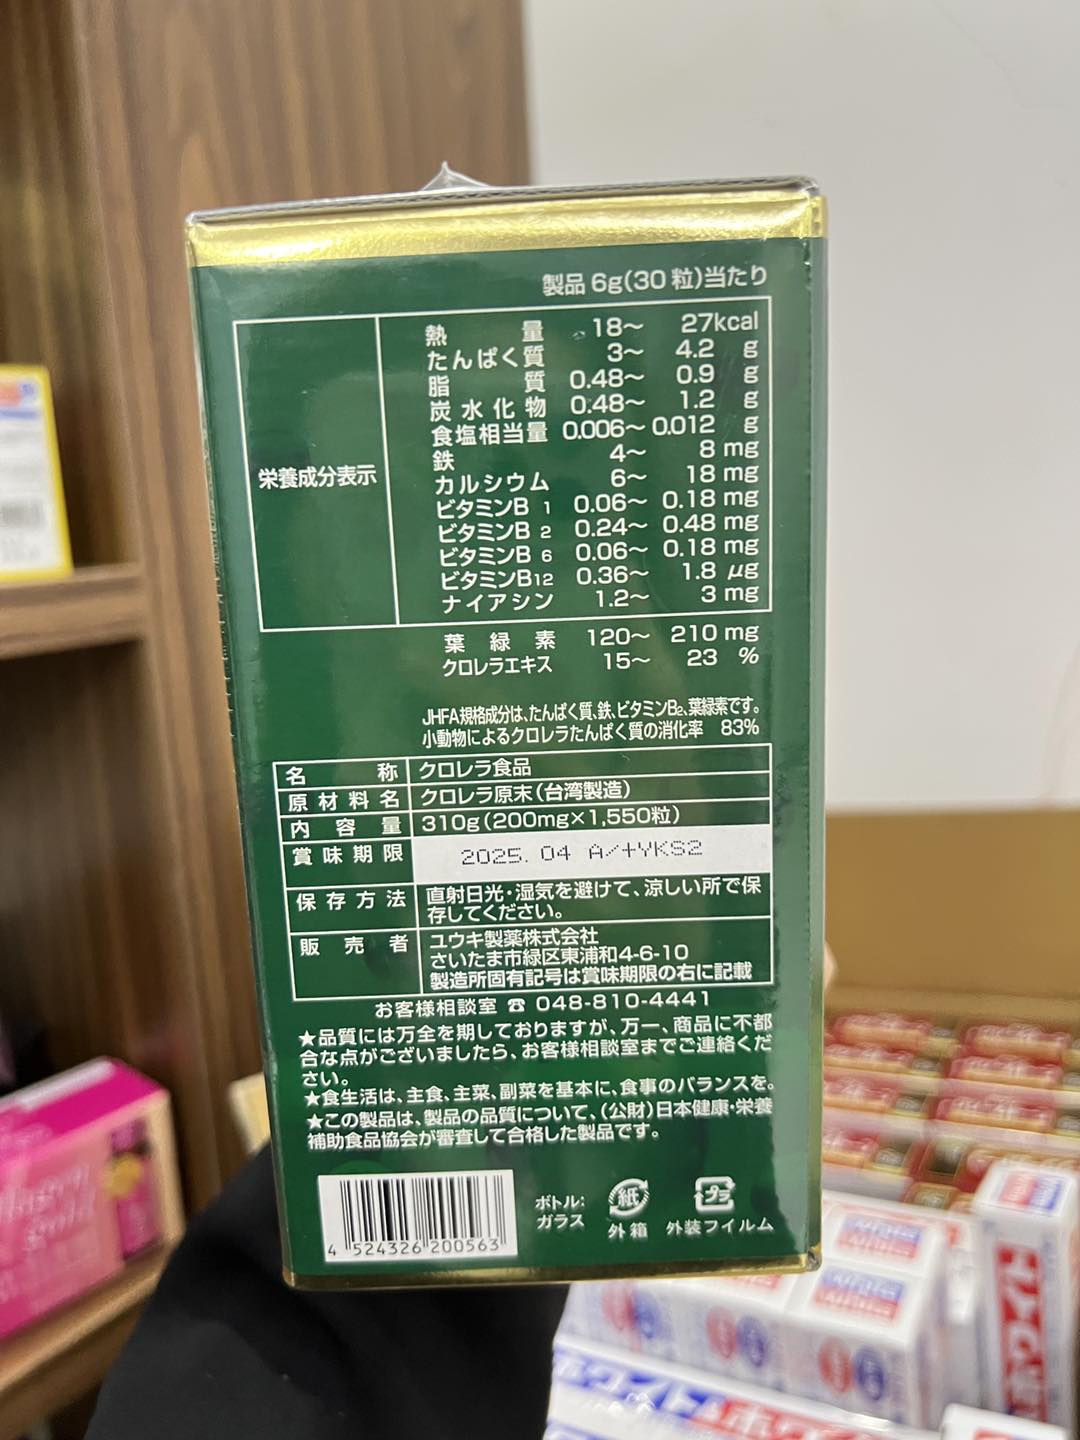 製品 6g(30 粒)当たり
栄養成分表示
熱量 18～ 27kcal
たんぱく質 3～ 4.2 g
脂質 0.48～ 0.9 g
炭水化物 0.48～ 1.2 g
食塩相当量 0.006～ 0.012 g
鉄 4～ 8 mg
カルシウム 6～ 18 mg
ビタミンB 1 0.06～ 0.18 mg
ビタミンB 2 0.24～ 0.48 mg
ビタミンB 6 0.06～ 0.18 mg
ビタミンB12 0.36～ 1.8 μg
ナイアシン 1.2～ 3 mg
葉緑素 120～ 210 mg
クロレラエキス 15～ 23 %
JHFA規格成分は、たんぱく質、鉄、ビタミンB2、葉緑素です。
小動物によるクロレラたんぱく質の消化率 83%
名称 クロレラ食品
原材料名 クロレラ原末(台湾製造)
内容量 310g(200mg×1,550粒)
賞味期限 2025.04 A/+YKS2
保存方法 直射日光・湿気を避けて、涼しい所で保
存してください。
販売者 ユウキ製薬株式会社
さいたま市緑区東浦和4-6-10
製造所固有記号は賞味期限の右に記載
お客様相談室 ☎ 048-810-4441
★品質には万全を期しておりますが、万一、商品に不都
合な点がございましたら、お客様相談室までご連絡くだ
さい。
★食生活は、主食、主菜、副菜を基本に、食事のバランスを。
★この製品は、製品の品質について、(公財)日本健康・栄養
補助食品協会が審査して合格した製品です。
4 524326 200563
ボトル:
ガラス
紙
外箱
プラ
外装フイルム